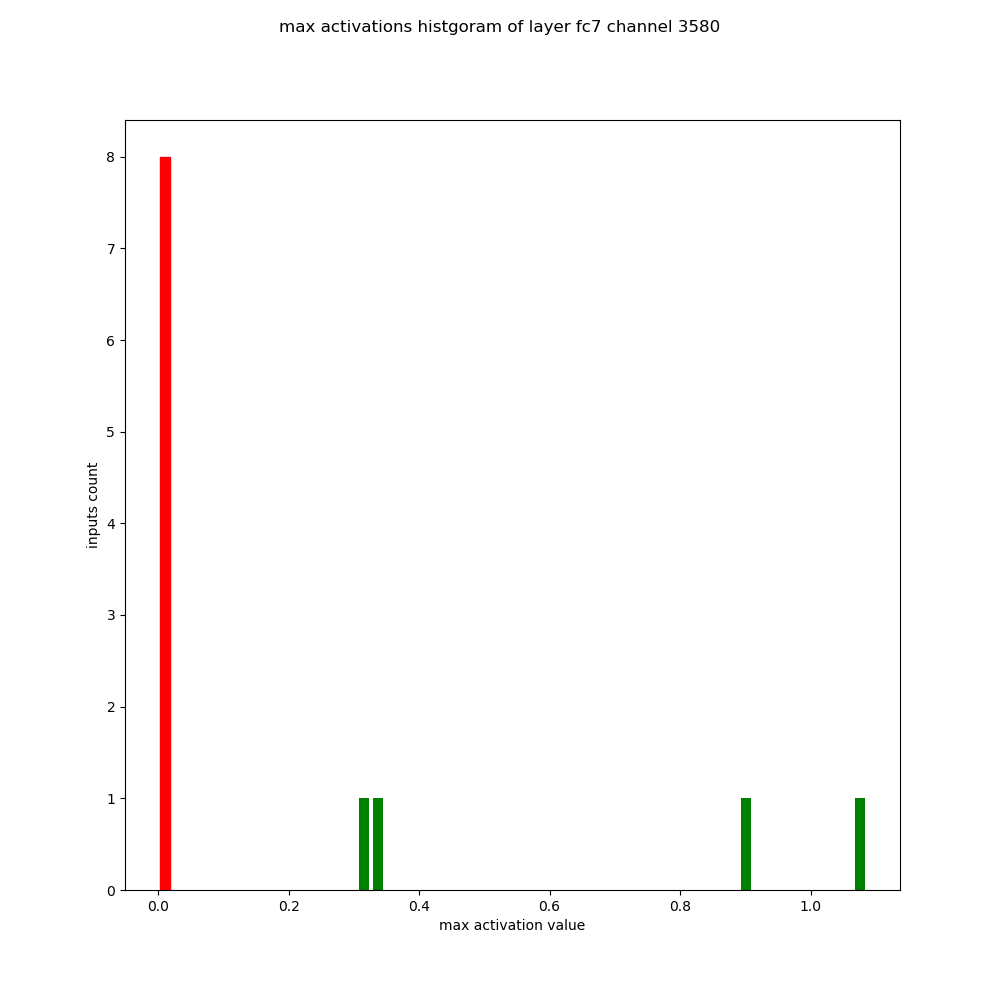 max activations histgoram of layer fc7 channel 3580
8
7
6
5
4
3
2
1
0
inputs count
0.0 0.2 0.4 0.6 0.8 1.0
max activation value